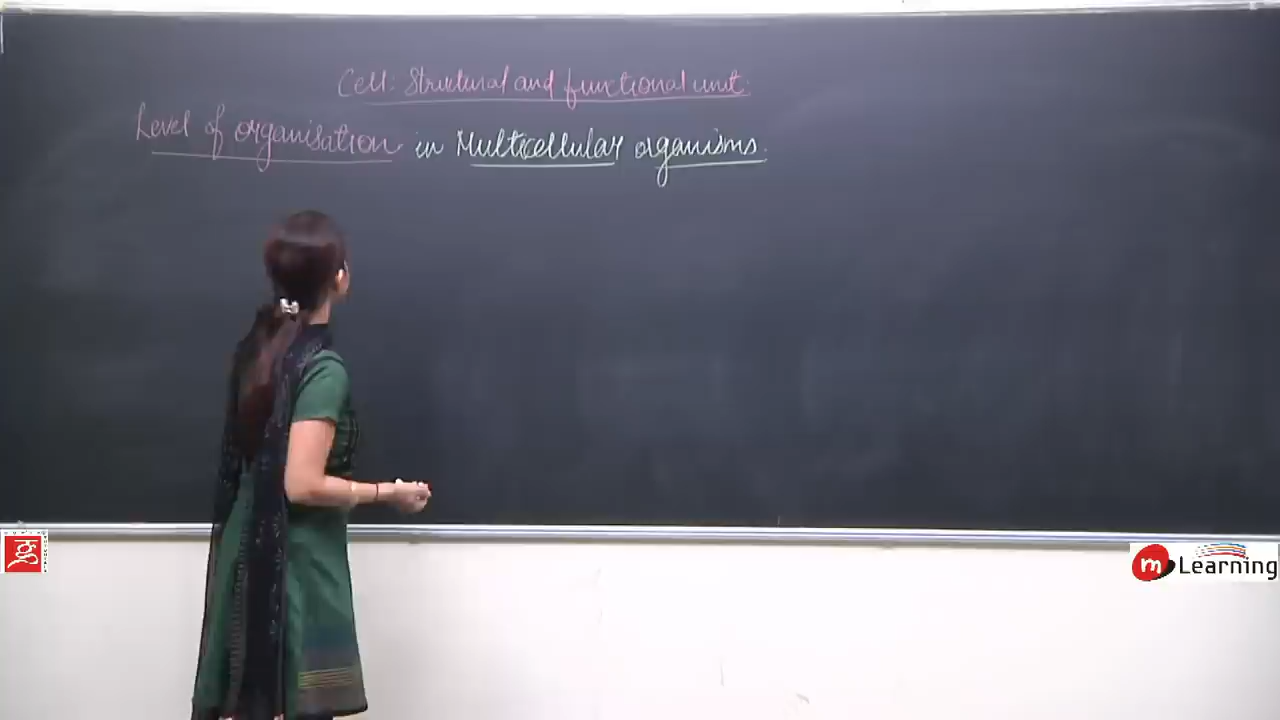 Cell: Structural and functional unit.
Level of organisation in Multicellular organisms.
m Learning